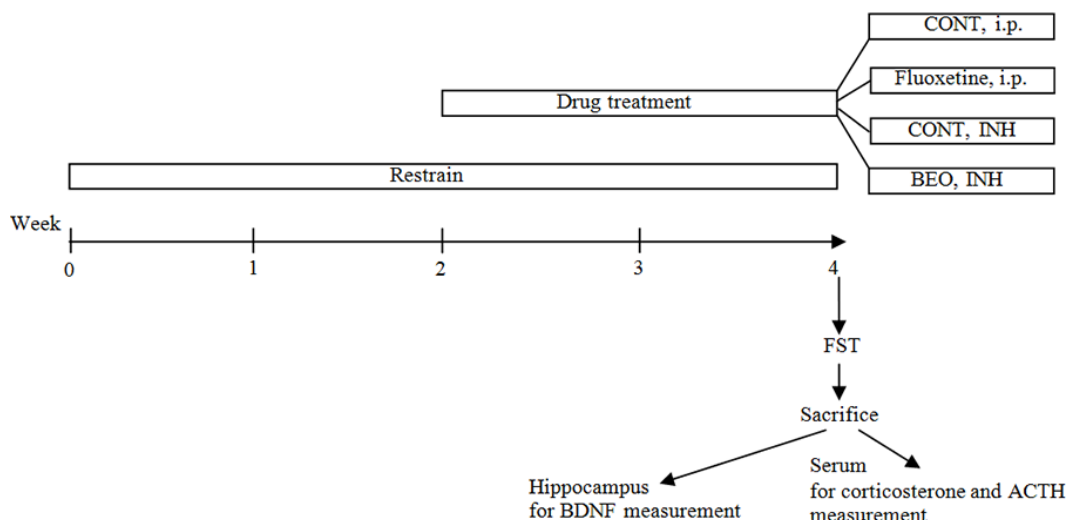 CONT, i.p.
Fluoxetine, i.p.
Drug treatment
CONT, INH
Restrain
BEO, INH
Week
0
1
2
3
4
FST
Sacrifice
Hippocampus
for BDNF measurement
Serum
for corticosterone and ACTH
measurement